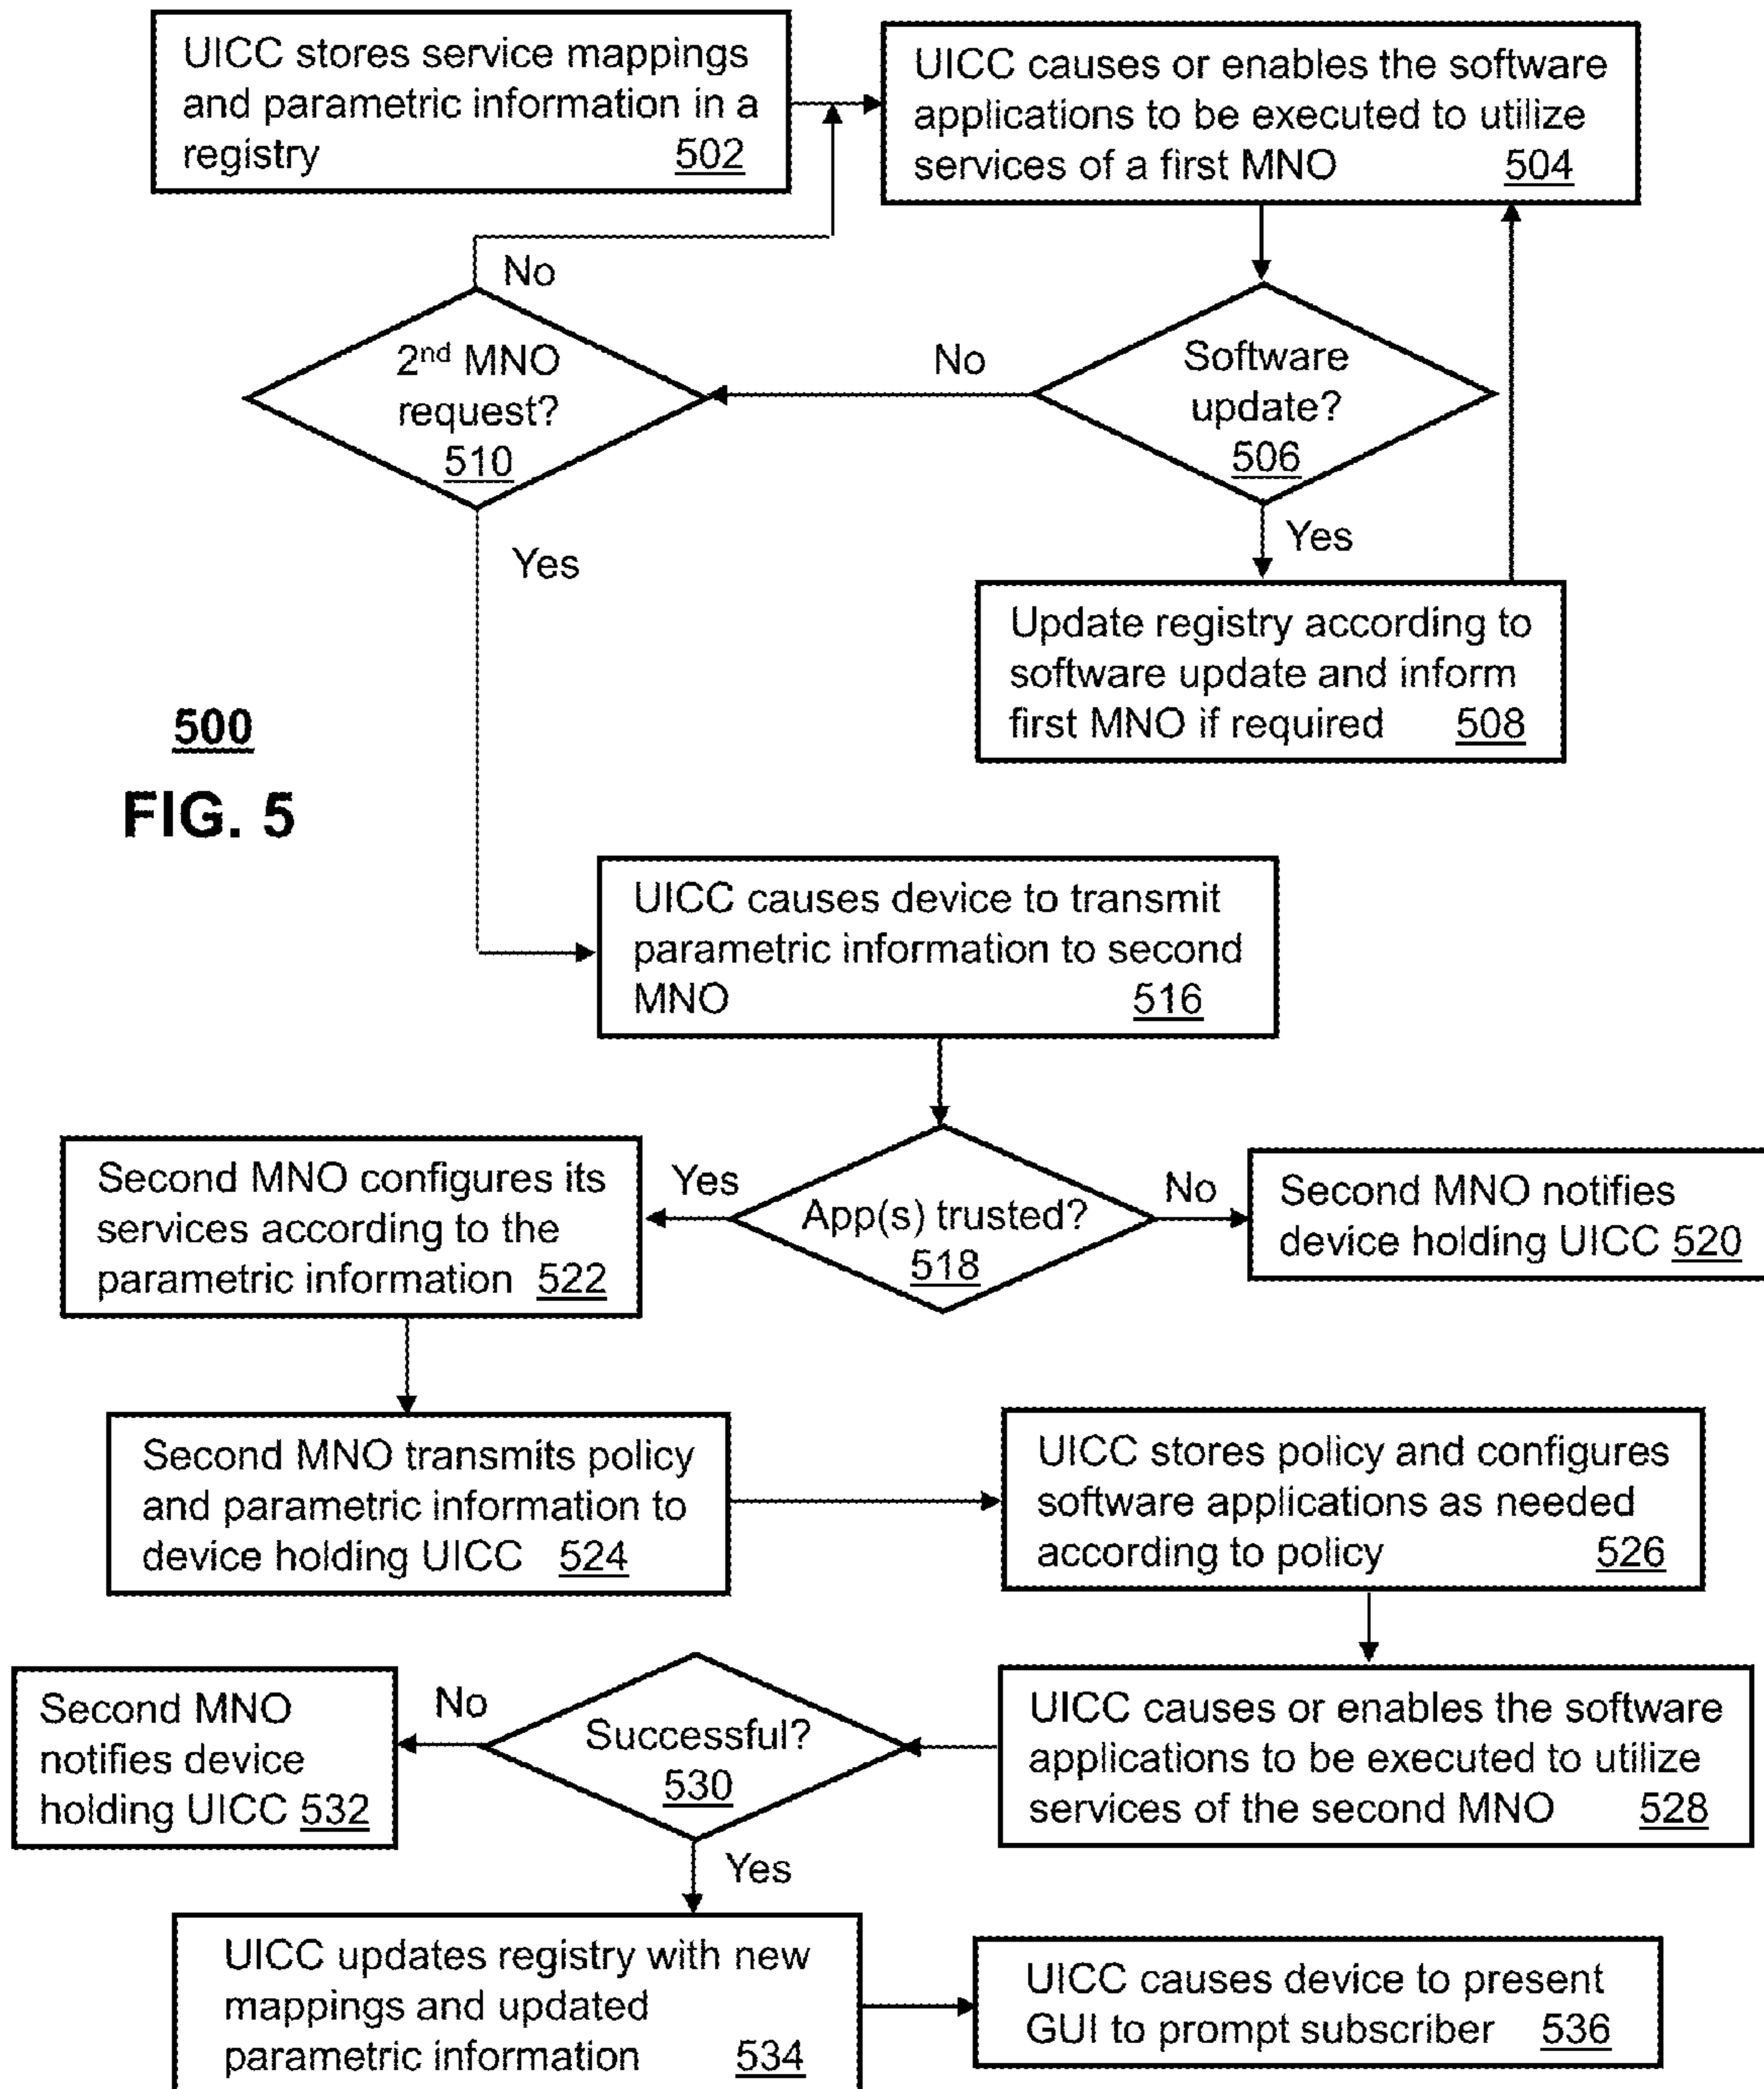 UICC stores service mappings
and parametric information in a
registry 502
UICC causes or enables the software
applications to be executed to utilize
services of a first MNO 504
No
2nd MNO
request?
510
No
Software
update?
506
Yes
Yes
Update registry according to
software update and inform
first MNO if required 508
500
FIG. 5
UICC causes device to transmit
parametric information to second
MNO 516
Second MNO configures its
services according to the
parametric information 522
Yes
App(s) trusted?
518
No
Second MNO notifies
device holding UICC 520
Second MNO transmits policy
and parametric information to
device holding UICC 524
UICC stores policy and configures
software applications as needed
according to policy 526
Second MNO
notifies device
holding UICC 532
No
Successful?
530
UICC causes or enables the software
applications to be executed to utilize
services of the second MNO 528
Yes
UICC updates registry with new
mappings and updated
parametric information 534
UICC causes device to present
GUI to prompt subscriber 536